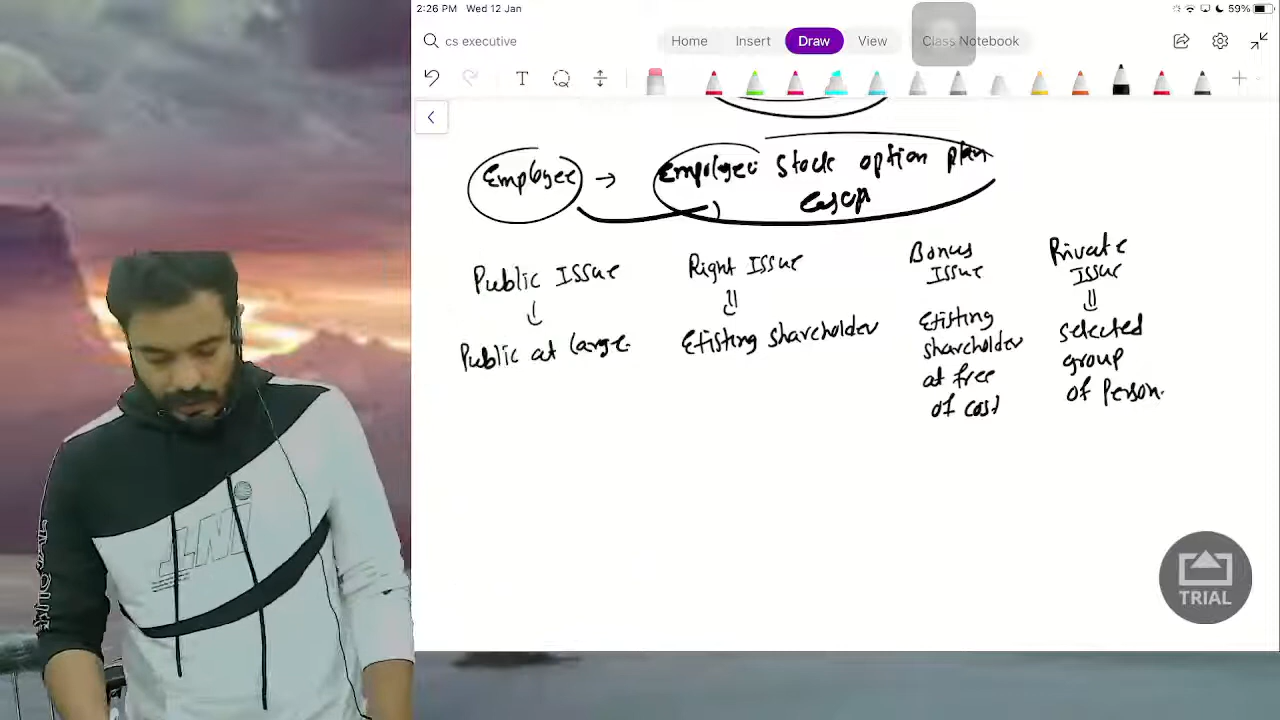 2:26 PM Wed 12 Jan
59%
cs executive
Home Insert Draw View Class Notebook
T
Employee → Employee Stock option plan
Esop
Public Issue
Public at large.
Right Issue
Existing shareholder
Bonus
Issue
Existing
shareholder
at free
of cost
Private
Issue
selected
group
of Person.
TRIAL